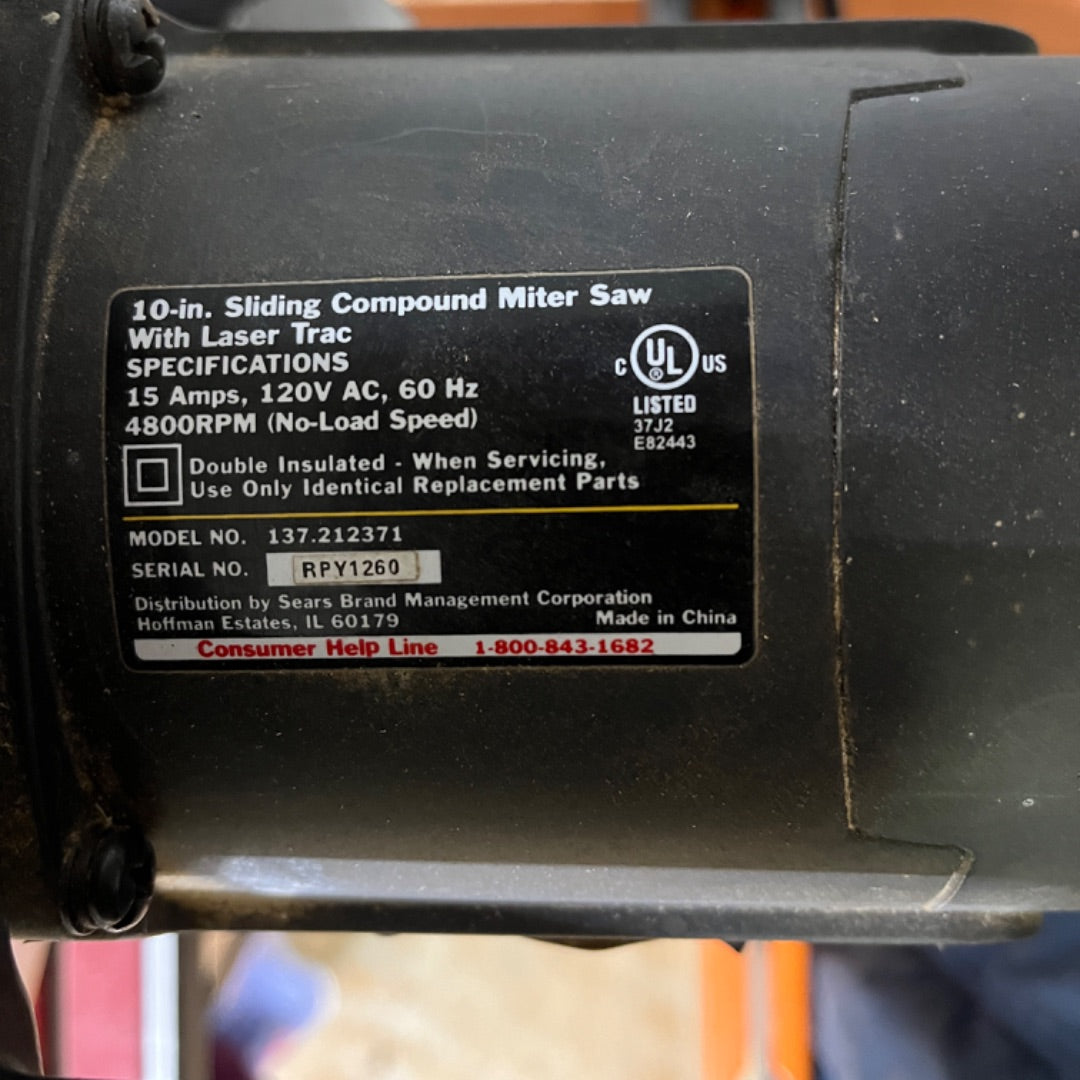 10-in. Sliding Compound Miter Saw
With Laser Trac
SPECIFICATIONS
15 Amps, 120V AC, 60 Hz
4800RPM (No-Load Speed)
C UL® US
LISTED
37J2
E82443
Double Insulated - When Servicing,
Use Only Identical Replacement Parts
MODEL NO. 137.212371
SERIAL NO. RPY1260
Distribution by Sears Brand Management Corporation
Hoffman Estates, IL 60179 Made in China
Consumer Help Line 1-800-843-1682